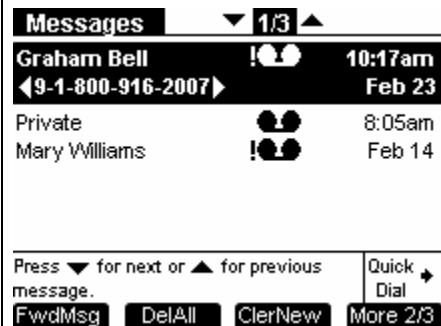 Messages ▼ 1/3 ▲
Graham Bell ! 10:17am
◀9-1-800-916-2007▶ Feb 23
Private 8:05am
Mary Williams ! Feb 14
Press ▼ for next or ▲ for previous
message.
Quick
Dial
FwdMsg DelAll ClerNew More 2/3